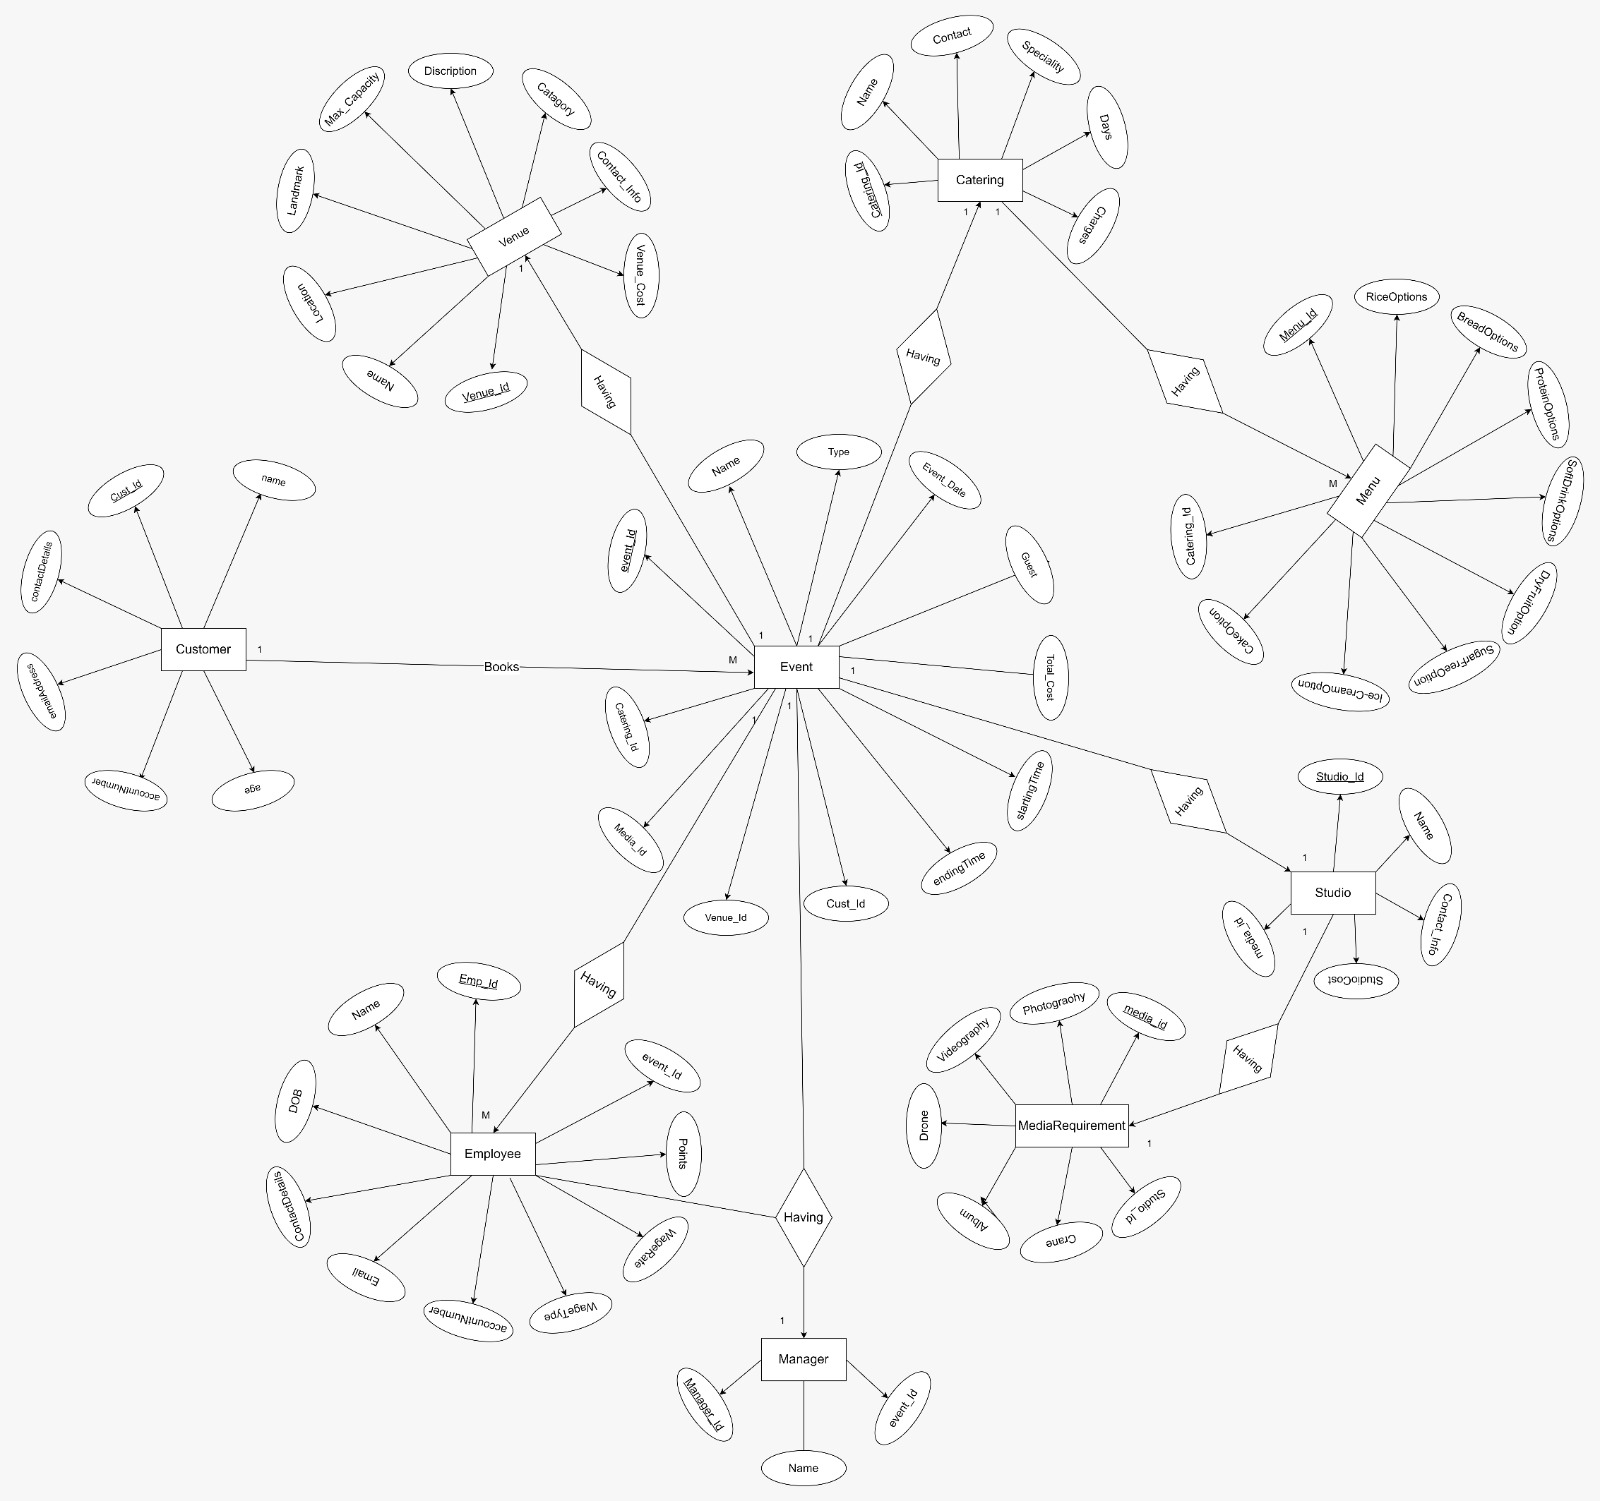 Contact
Speciality
Name
Days
Catering_Id
Catering
Charges
1
1
Discription
Catagory
Max_Capacity
Contact_Info
Landmark
Venue
Venue_Cost
1
Location
Name
Venue_Id
Having
Having
Having
Menu_Id
RiceOptions
BreadOptions
ProteinOptions
SoftDrinkOptions
M
Menu
Catering_Id
DryFruitOption
CakeOption
SugarFreeOption
Ice-CreamOption
Cust_Id
name
contactDetails
Customer
1
emailAddress
accountNumber
age
Books
M
Name
Type
Event_Date
event_Id
Guest
1
1
Event
1
Total_Cost
Catering_Id
1
1
startingTime
Media_Id
endingTime
Venue_Id
Cust_Id
Having
Studio_Id
Name
1
Studio
Contact_Info
media_id
1
StudioCost
Having
Photograohy
media_id
Videography
Drone
MediaRequirement
1
Album
Crane
Studio_Id
Having
Emp_Id
Name
event_Id
DOB
M
Employee
Points
ContactDetails
WageRate
Email
accountNumber
WageType
Having
1
Manager
Manager_Id
event_Id
Name